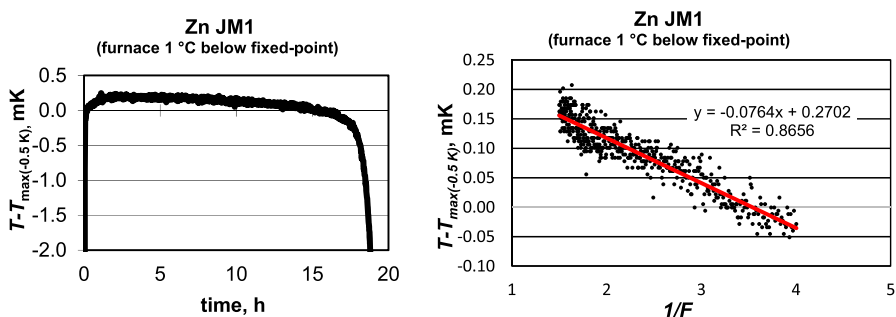 Zn JM1
(furnace 1 °C below fixed-point)
T-Tmax(-0.5 K), mK
0.5
0.0
-0.5
-1.0
-1.5
-2.0
0
5
10
15
20
time, h
Zn JM1
(furnace 1 °C below fixed-point)
T-Tmax(-0.5 K), mK
0.25
0.20
0.15
0.10
0.05
0.00
-0.05
-0.10
y = -0.0764x + 0.2702
R² = 0.8656
1
2
3
4
5
1/F